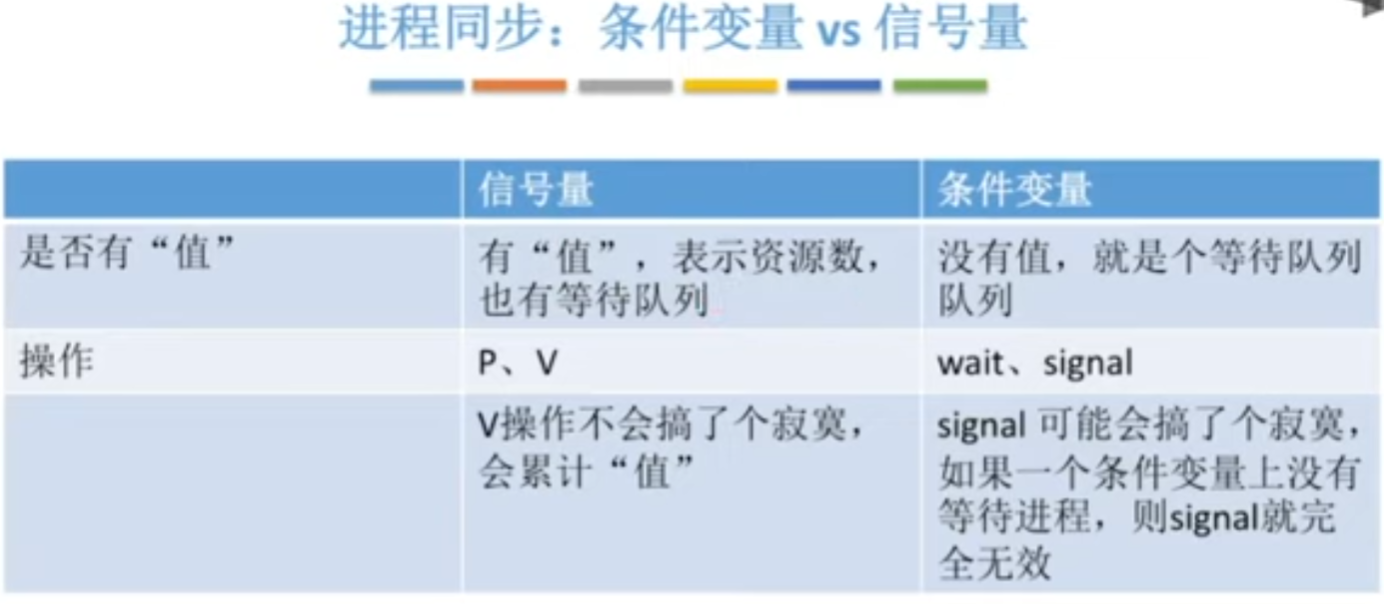 进程同步：条件变量 vs 信号量
信号量
条件变量
是否有“值”
有“值”，表示资源数，
也有等待队列
没有值，就是个等待队列
队列
操作
P、V
wait、signal
V操作不会搞了个寂寞，
会累计“值”
signal 可能会搞了个寂寞，
如果一个条件变量上没有
等待进程，则signal就完
全无效